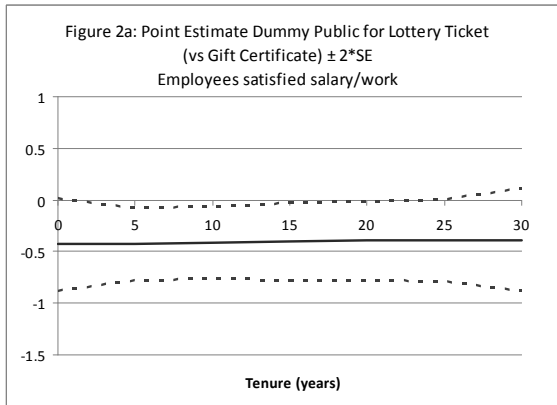 Figure 2a: Point Estimate Dummy Public for Lottery Ticket
(vs Gift Certificate) ± 2*SE
Employees satisfied salary/work
1
0.5
0
0 5 10 15 20 25 30
-0.5
-1
-1.5
Tenure (years)